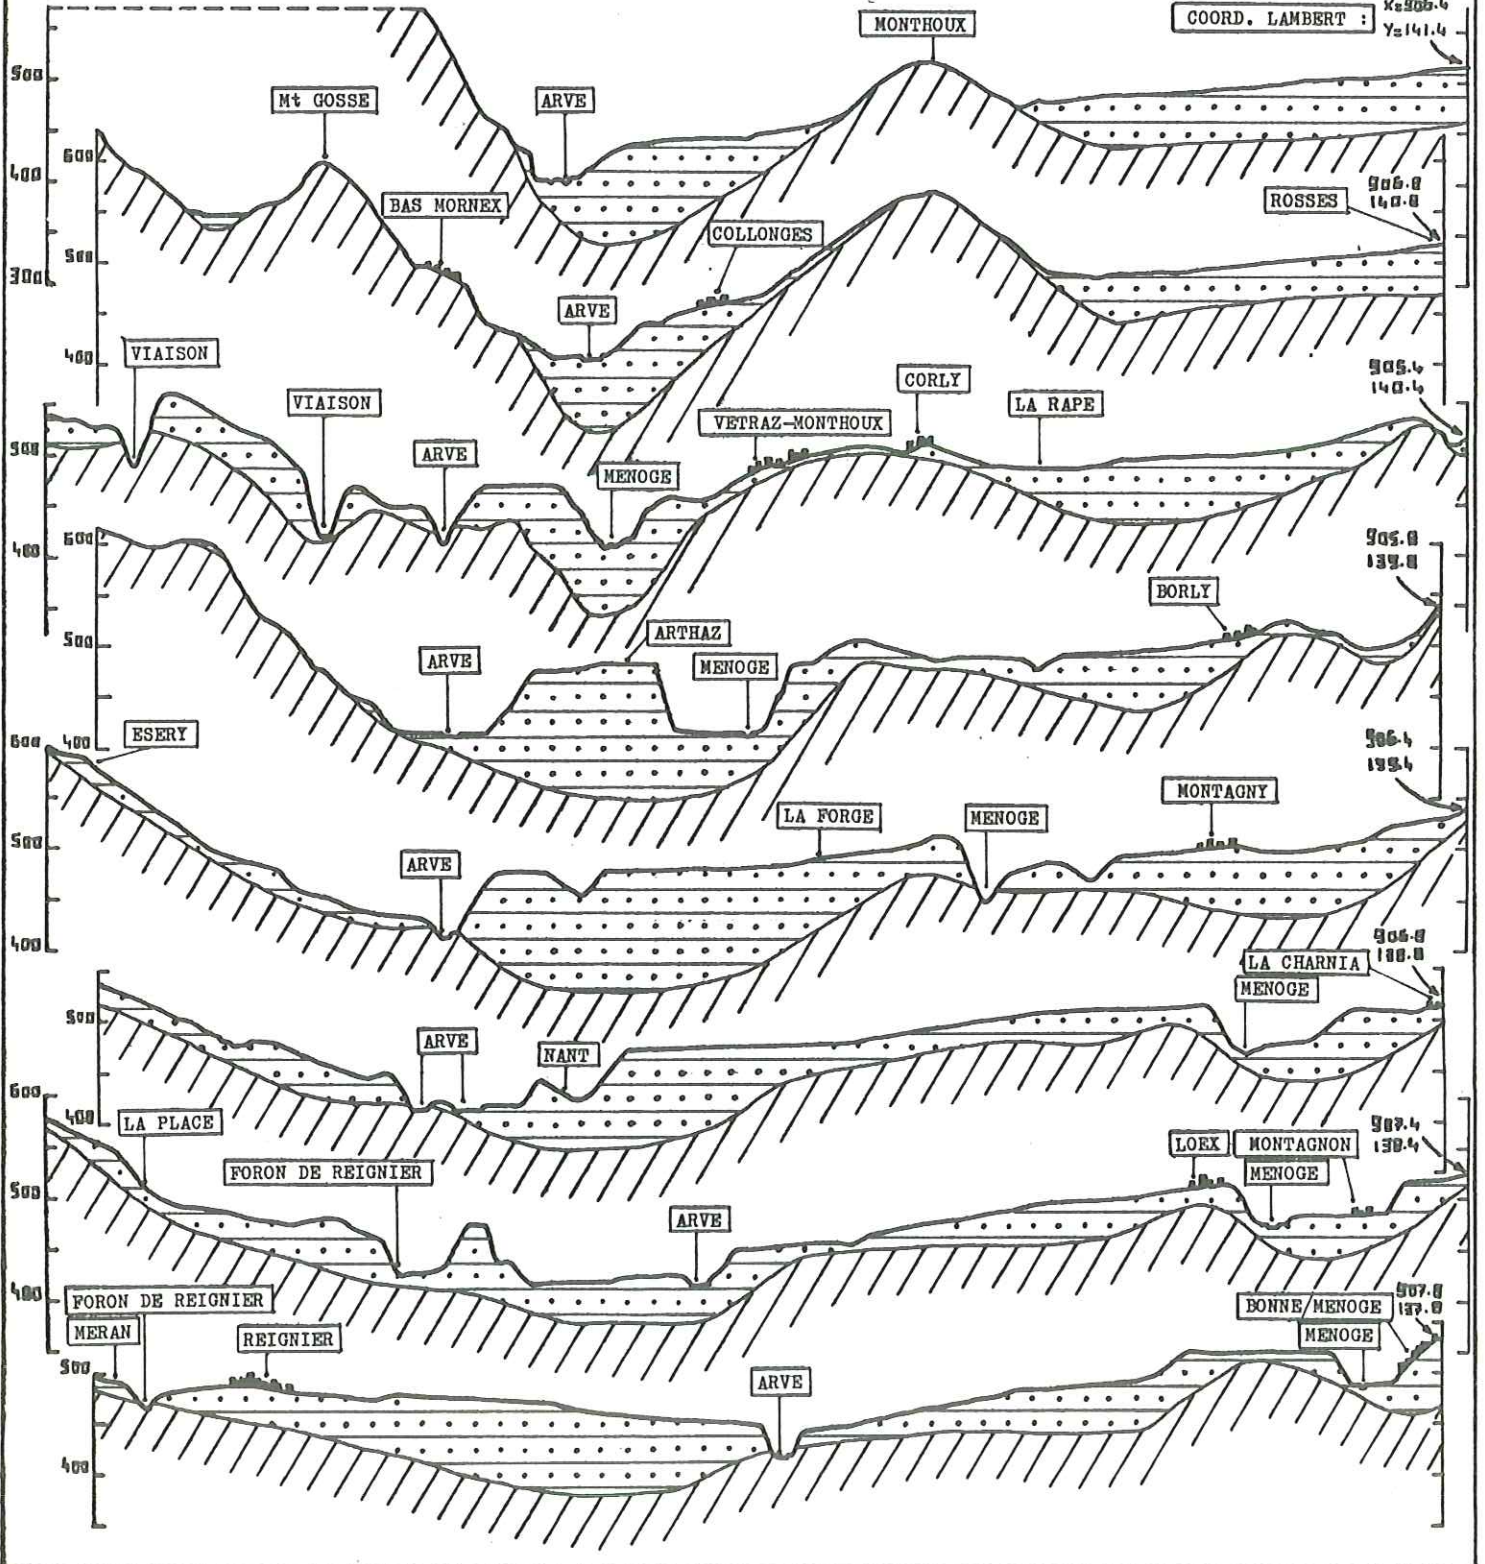 MONTHOUX
COORD. LAMBERT :
Y=141.4
500
Mt GOSSE
ARVE
600
400
BAS MORNEX
906.8
140.8
ROSSES
COLLONGES
500
300
ARVE
400
VIAISON
905.4
140.4
CORLY
VIAISON
LA RAPE
VETRAZ-MONTHOUX
500
ARVE
MENOGE
600
400
905.8
139.8
BORLY
500
ARTHAZ
ARVE
MENOGE
ESERY
600
400
906.4
139.4
MONTAGNY
LA FORGE
MENOGE
500
ARVE
400
906.8
138.8
LA CHARNIA
MENOGE
500
ARVE
NANT
600
400
LA PLACE
907.4
138.4
LOEX
MONTAGNON
FORON DE REIGNIER
MENOGE
500
ARVE
400
FORON DE REIGNIER
907.8
137.8
BONNE/MENOGE
MERAN
REIGNIER
MENOGE
500
ARVE
400